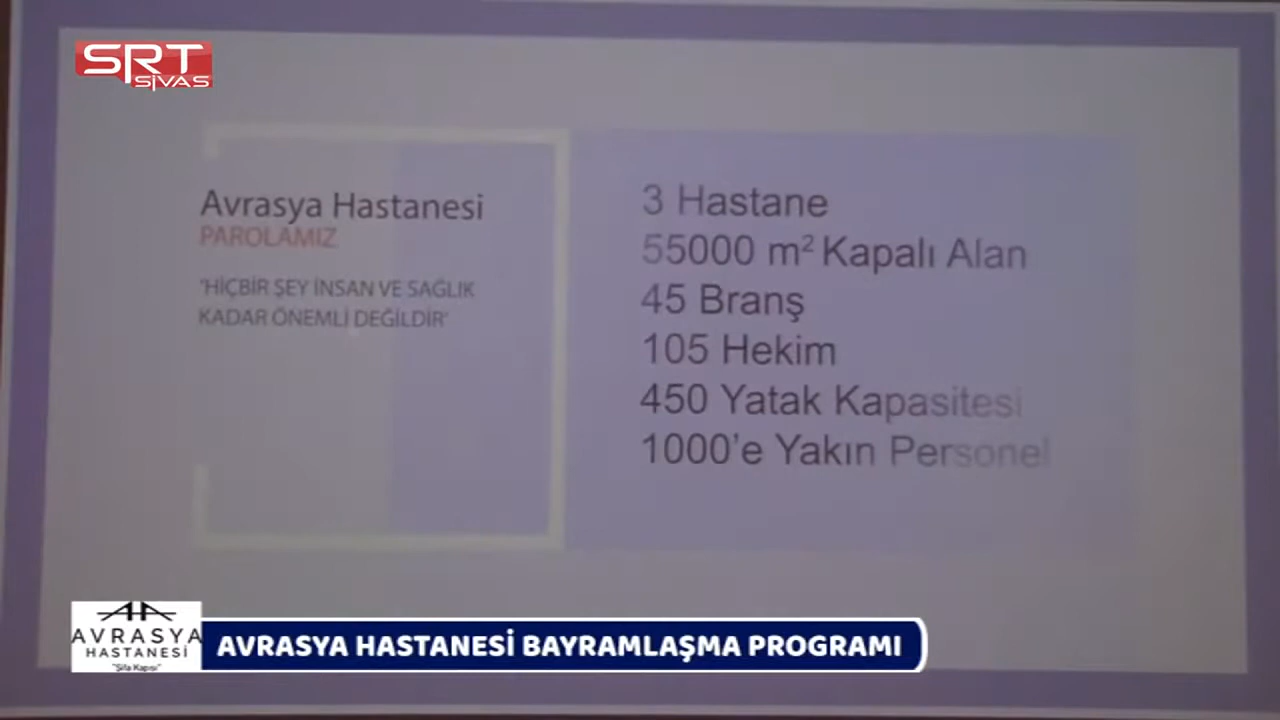 SRT
SİVAS
Avrasya Hastanesi
PAROLAMIZ
'HİÇBİR ŞEY İNSAN VE SAĞLIK
KADAR ÖNEMLİ DEĞİLDİR'
3 Hastane
55000 m² Kapalı Alan
45 Branş
105 Hekim
450 Yatak Kapasitesi
1000'e Yakın Personel
AVRASYA
HASTANESİ
"Şifa Kapısı"
AVRASYA HASTANESİ BAYRAMLAŞMA PROGRAMI